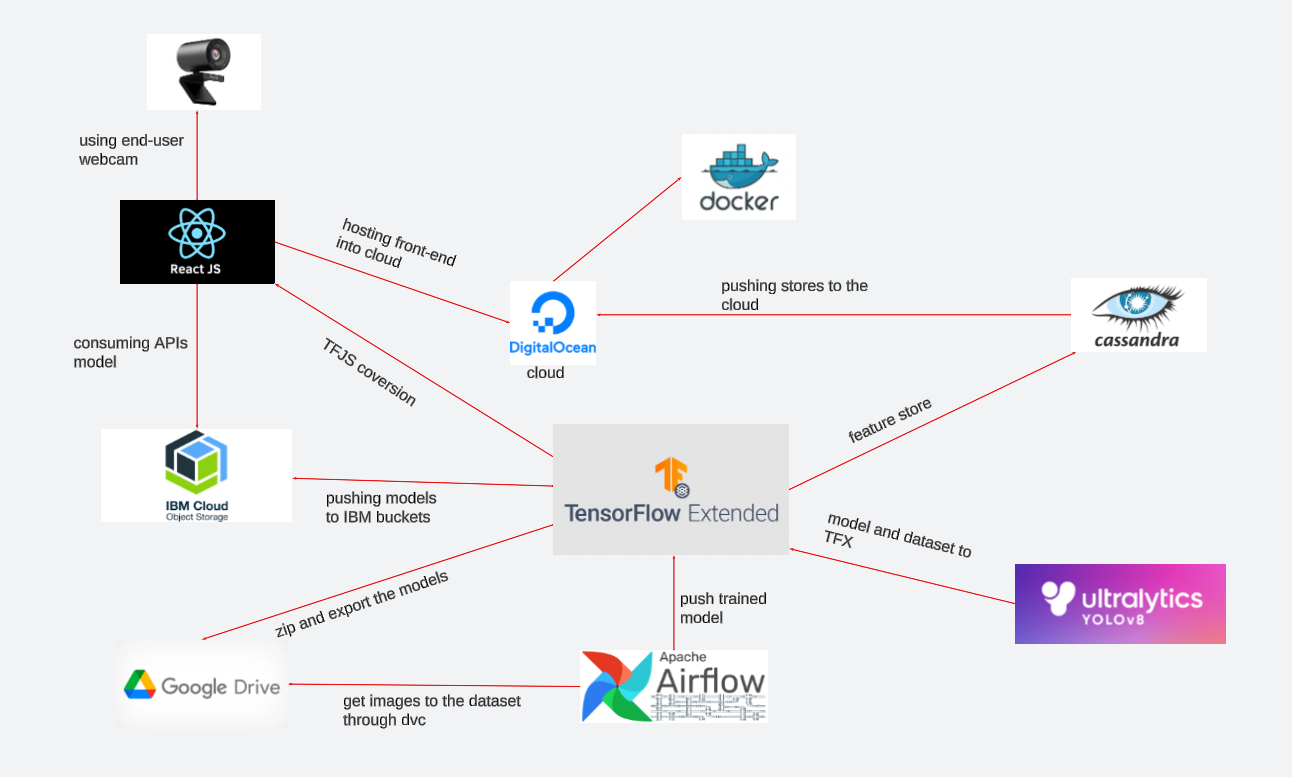 using end-user
webcam
React JS
docker
hosting front-end
into cloud
DigitalOcean
cloud
pushing stores to the
cloud
cassandra
consuming APIs
model
TFJS coversion
feature store
IBM Cloud
Object Storage
pushing models
to IBM buckets
TensorFlow Extended
model and dataset to
TFX
ultralytics
YOLOv8
zip and export the models
push trained
model
Google Drive
get images to the dataset
through dvc
Apache
Airflow